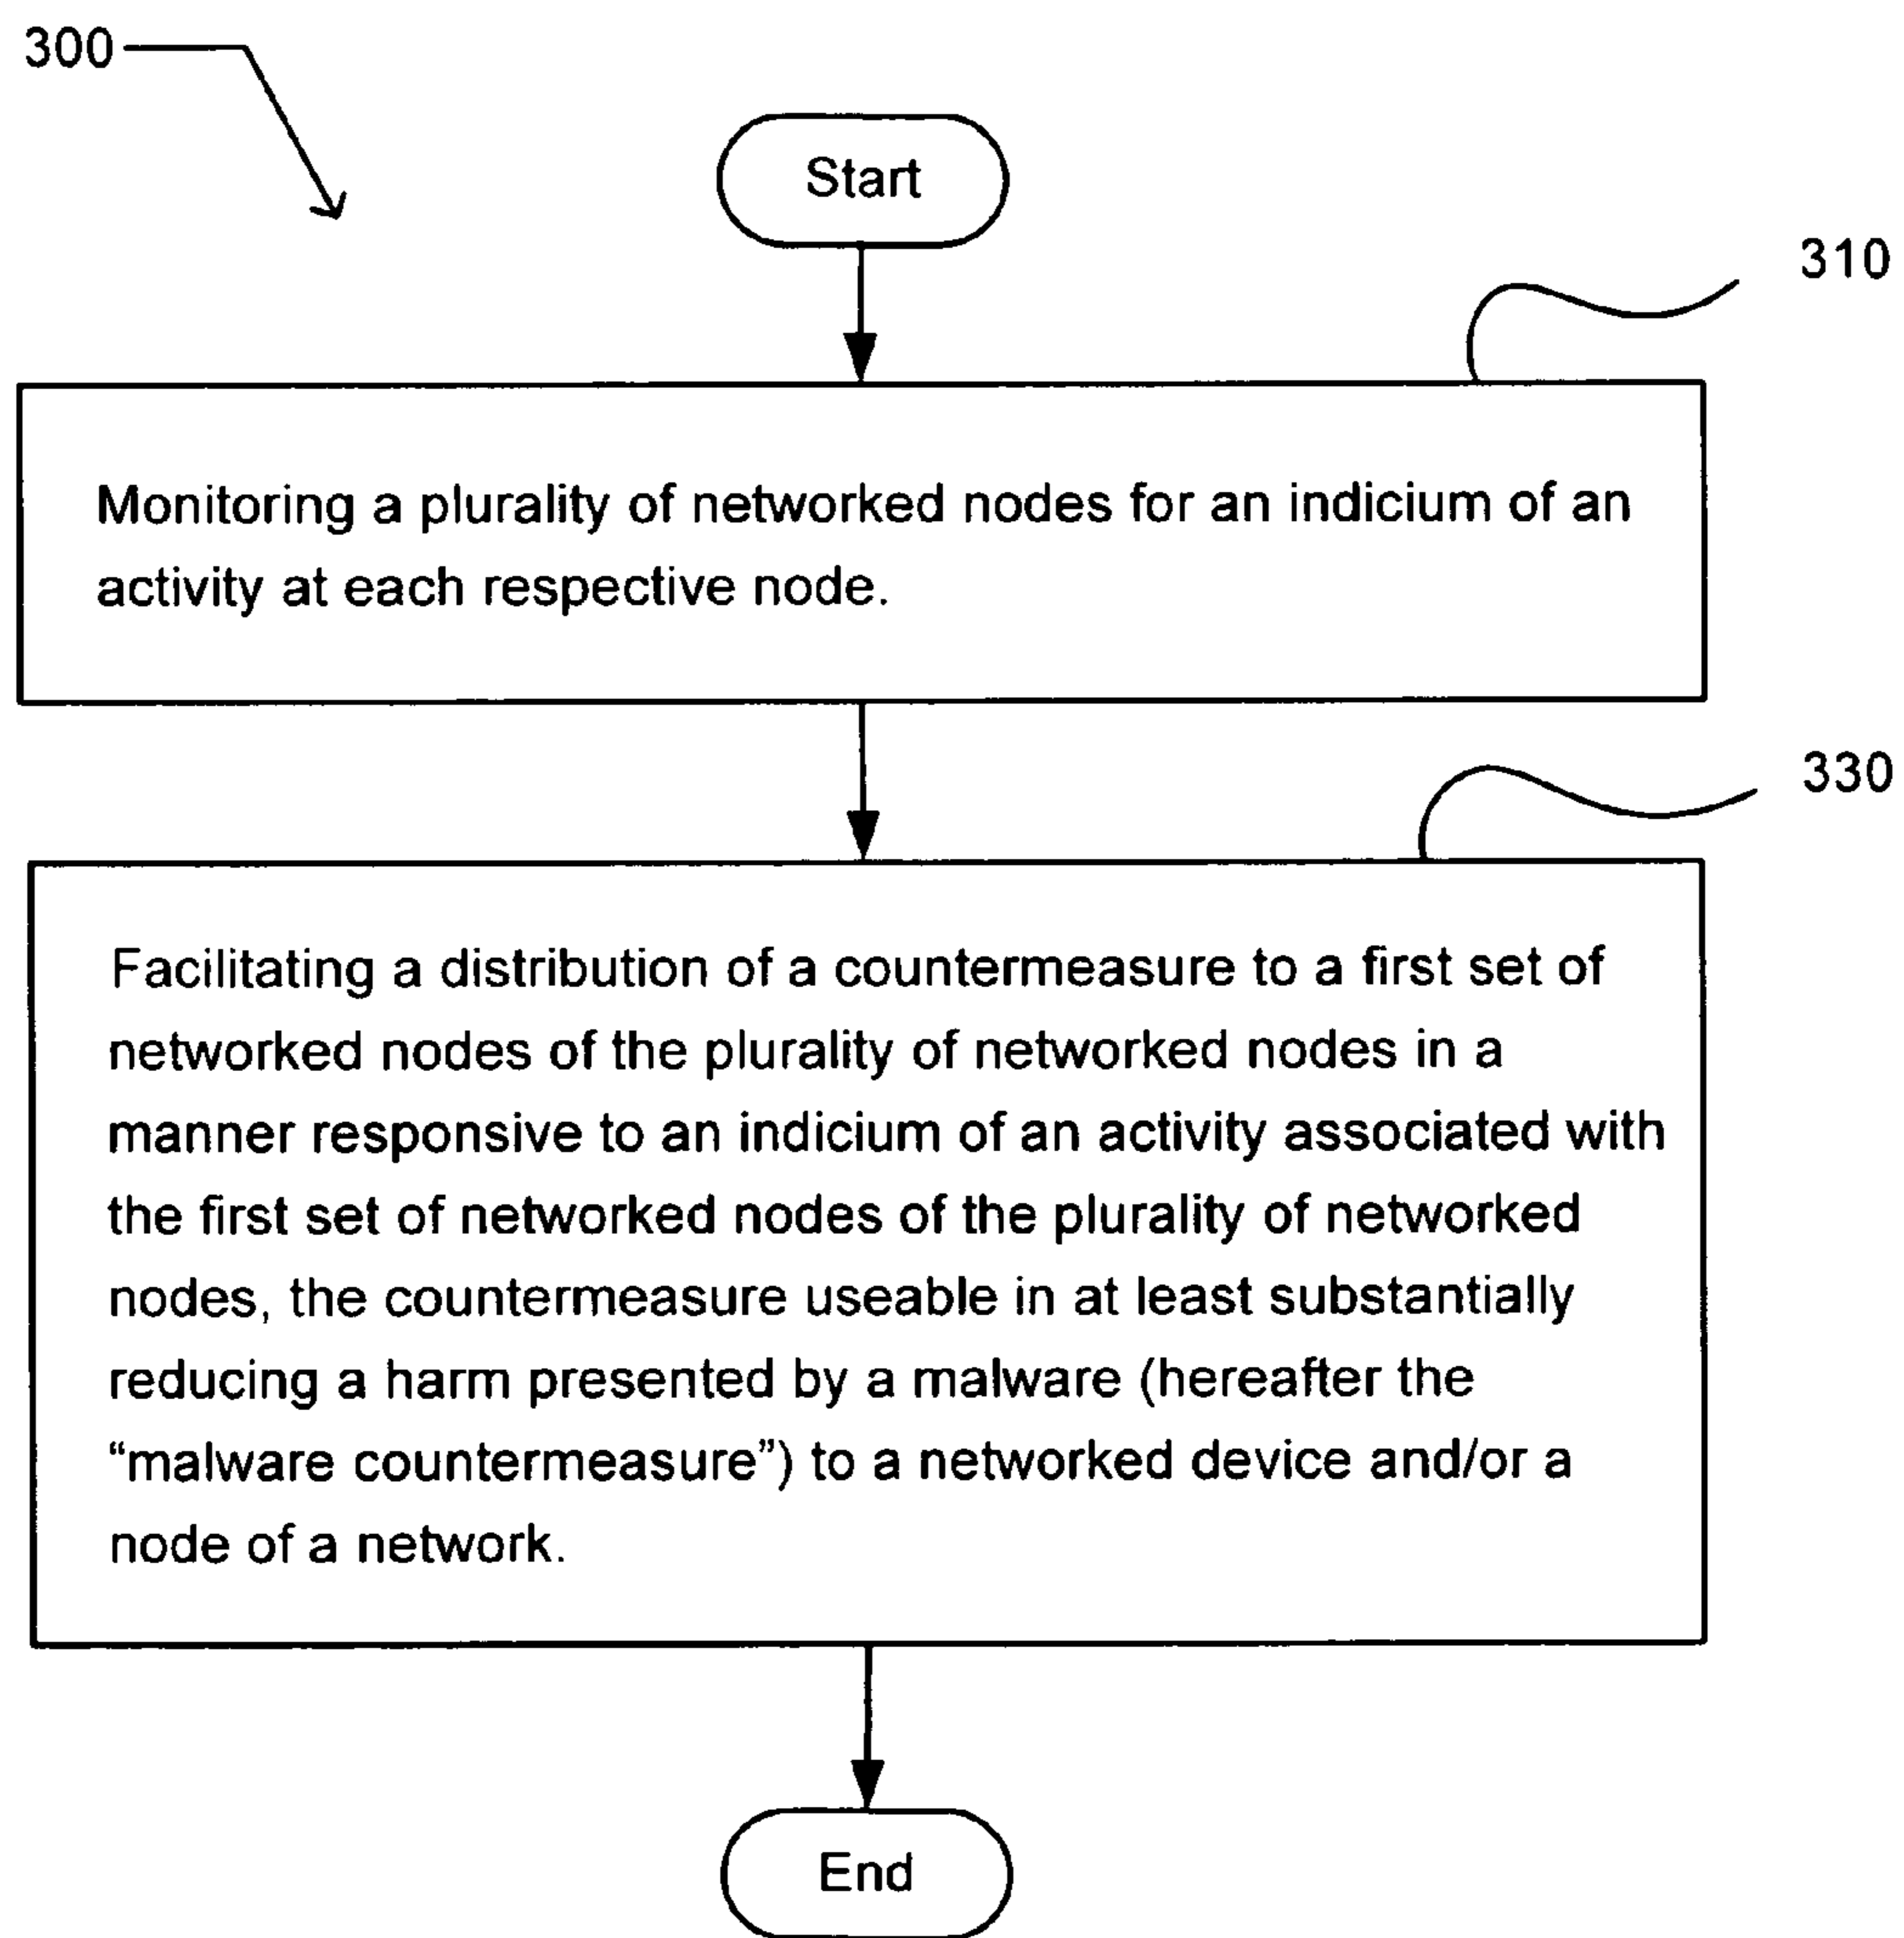 300
Start
310
Monitoring a plurality of networked nodes for an indicium of an
activity at each respective node.
330
Facilitating a distribution of a countermeasure to a first set of
networked nodes of the plurality of networked nodes in a
manner responsive to an indicium of an activity associated with
the first set of networked nodes of the plurality of networked
nodes, the countermeasure useable in at least substantially
reducing a harm presented by a malware (hereafter the
“malware countermeasure”) to a networked device and/or a
node of a network.
End